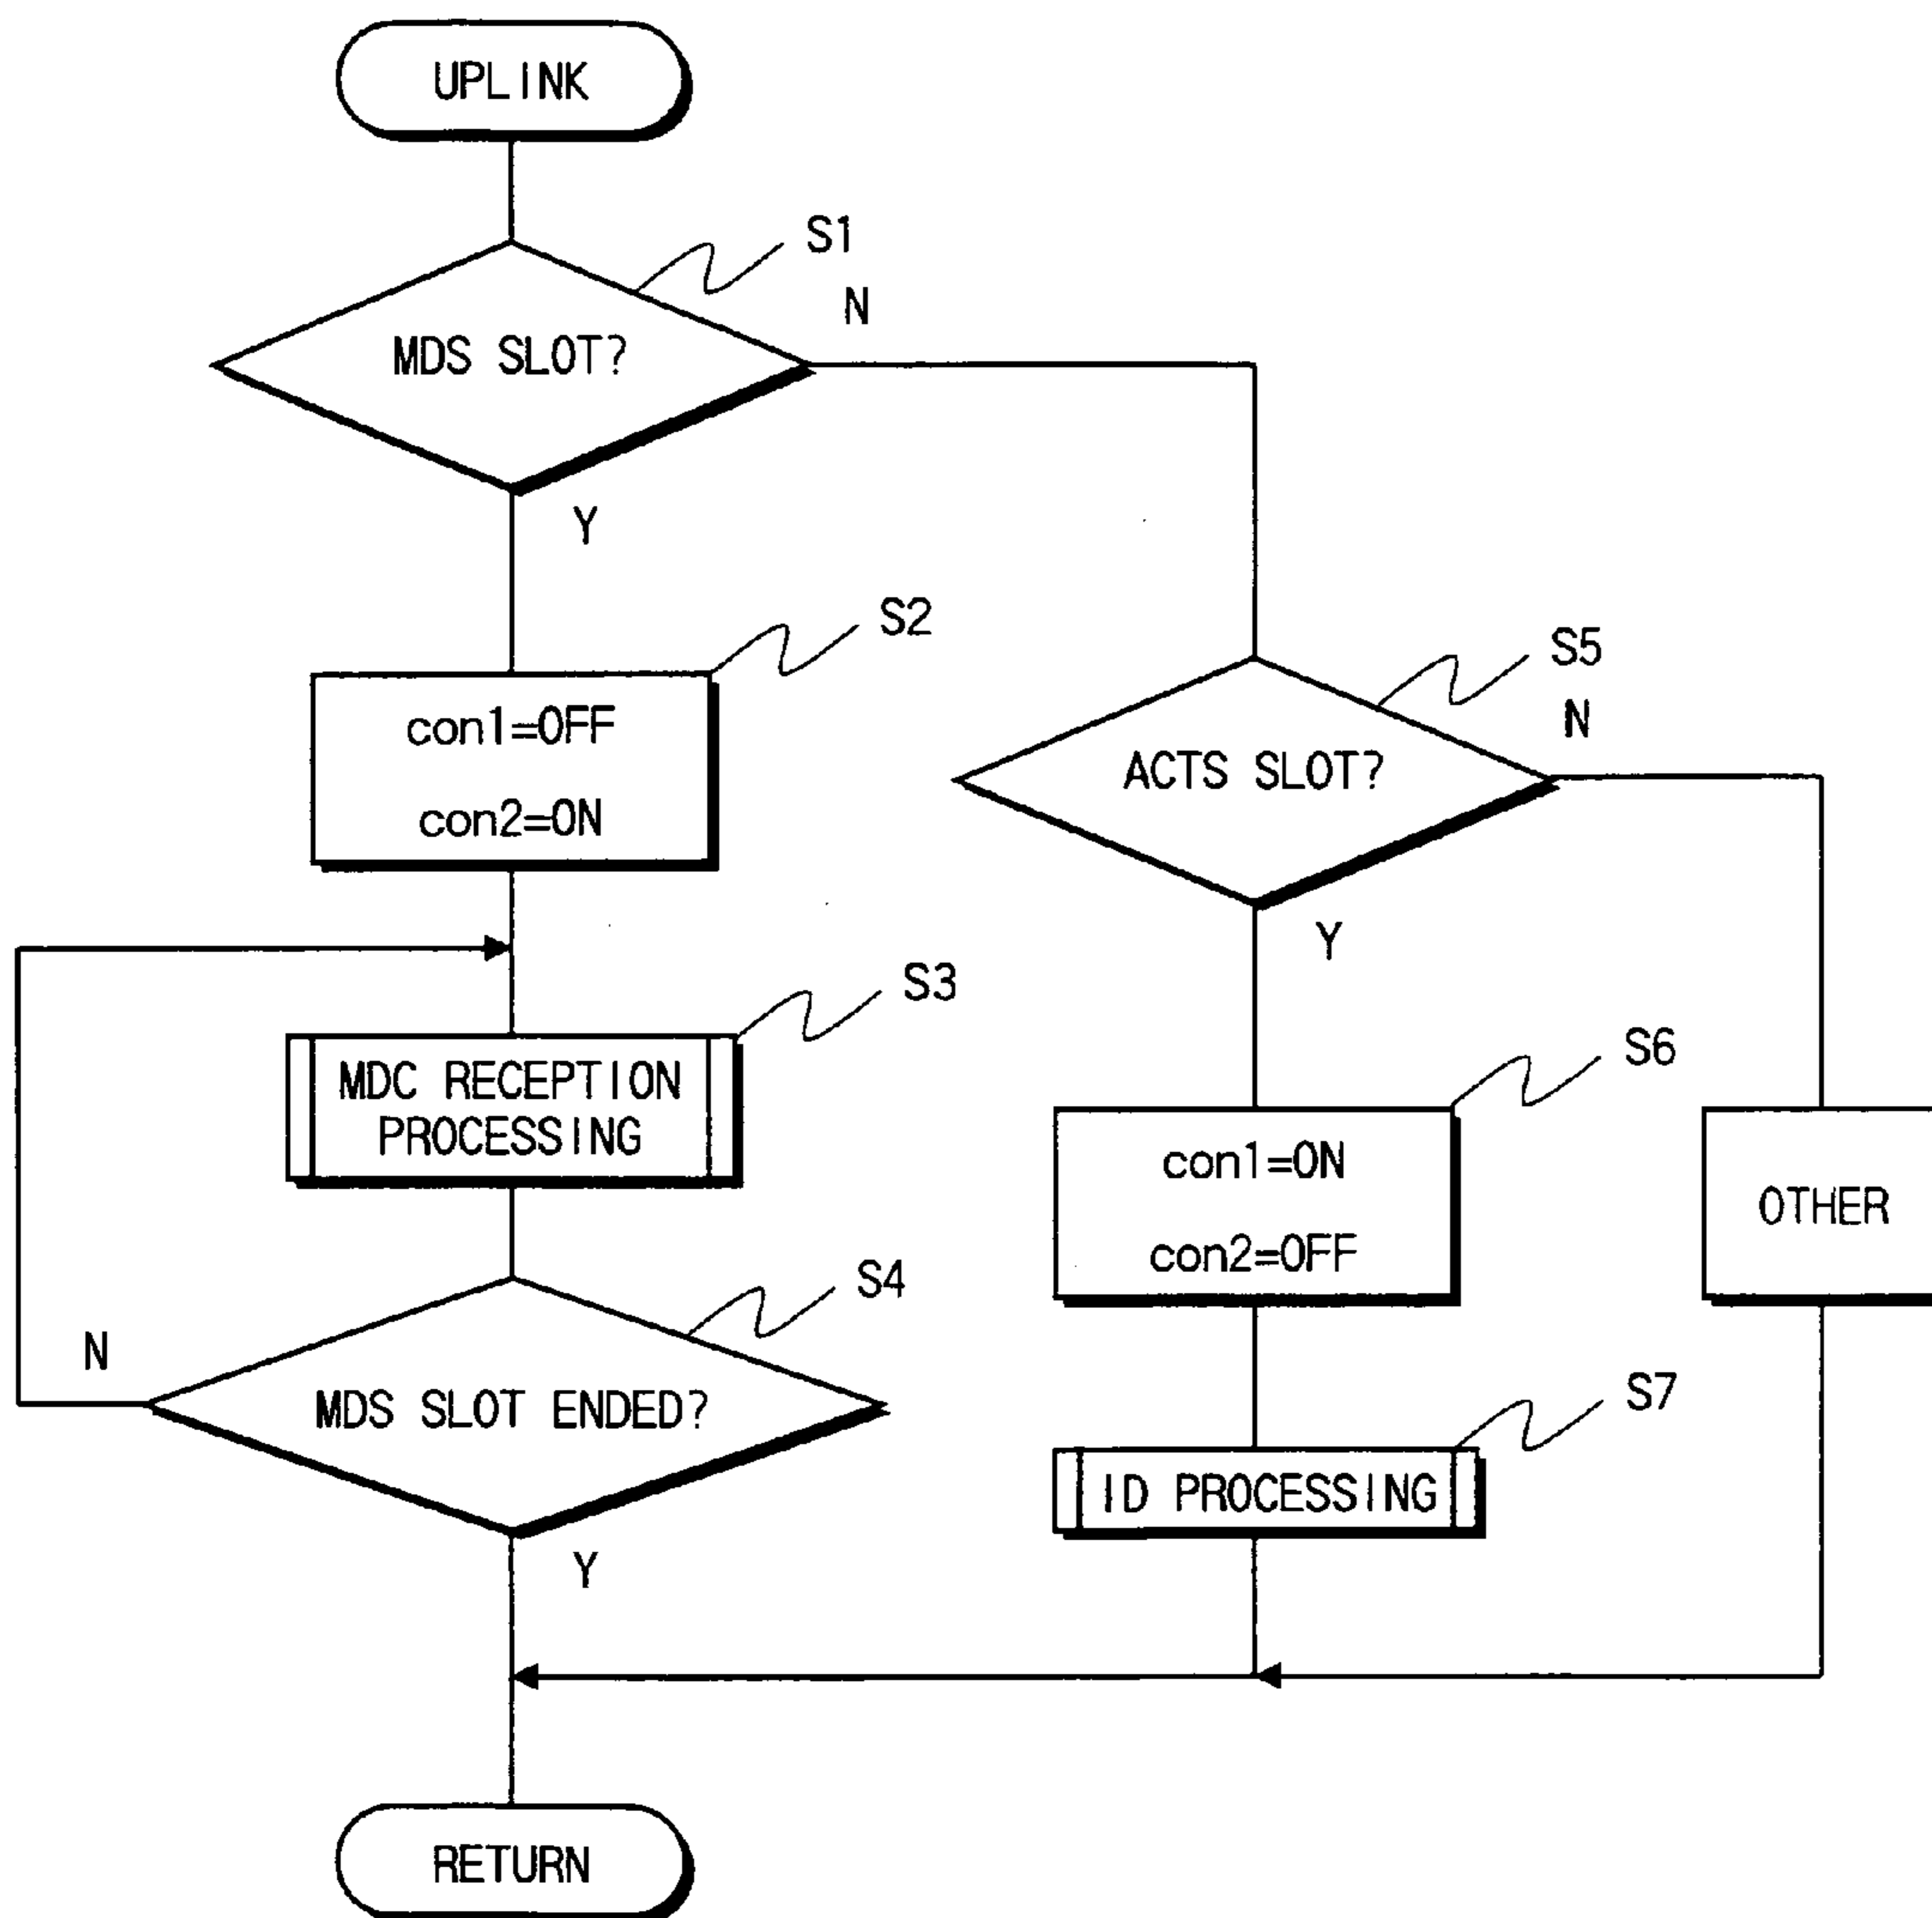 UPLINK
S1
N
MDS SLOT?
Y
S2
con1=OFF
con2=ON
S5
N
ACTS SLOT?
Y
S3
MDC RECEPTION
PROCESSING
S6
con1=ON
con2=OFF
OTHER
S4
N
MDS SLOT ENDED?
Y
S7
ID PROCESSING
RETURN